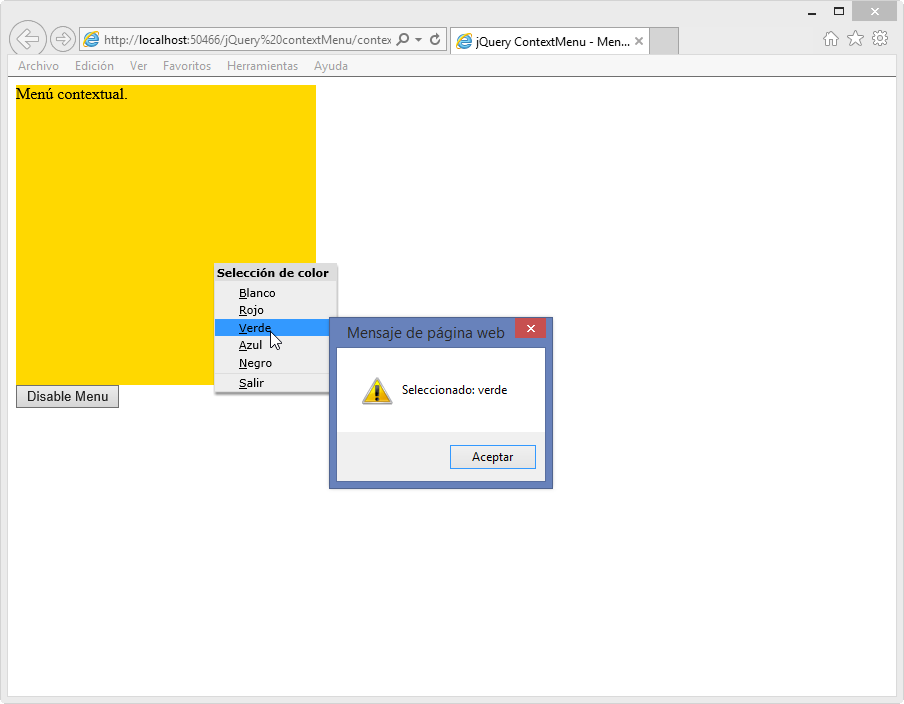 http://localhost:50466/jQuery%20contextMenu/contex
jQuery ContextMenu - Men...
Archivo Edición Ver Favoritos Herramientas Ayuda
Menú contextual.
Selección de color
Blanco
Rojo
Verde
Azul
Negro
Salir
Mensaje de página web
Seleccionado: verde
Aceptar
Disable Menu